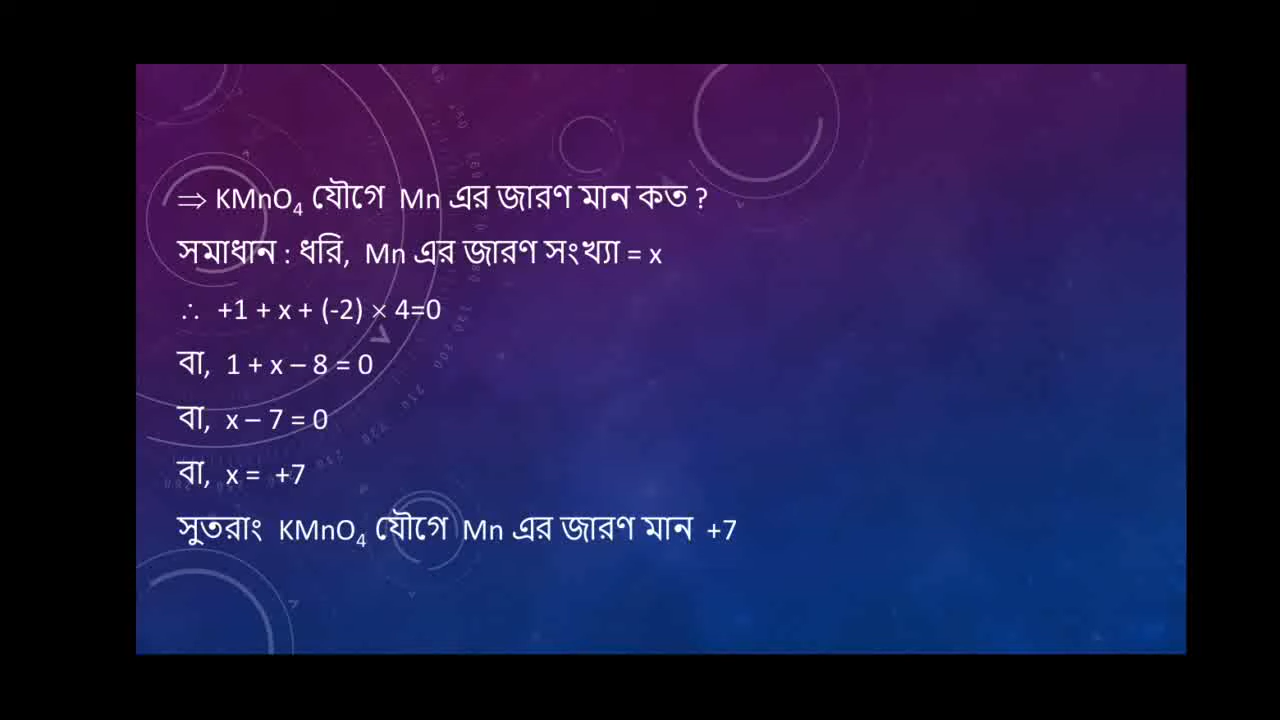 ⇒ KMnO₄ যৌগে Mn এর জারণ মান কত ?
সমাধান : ধরি, Mn এর জারণ সংখ্যা = x
∴ +1 + x + (-2) × 4=0
বা, 1 + x – 8 = 0
বা, x – 7 = 0
বা, x = +7
সুতরাং KMnO₄ যৌগে Mn এর জারণ মান +7